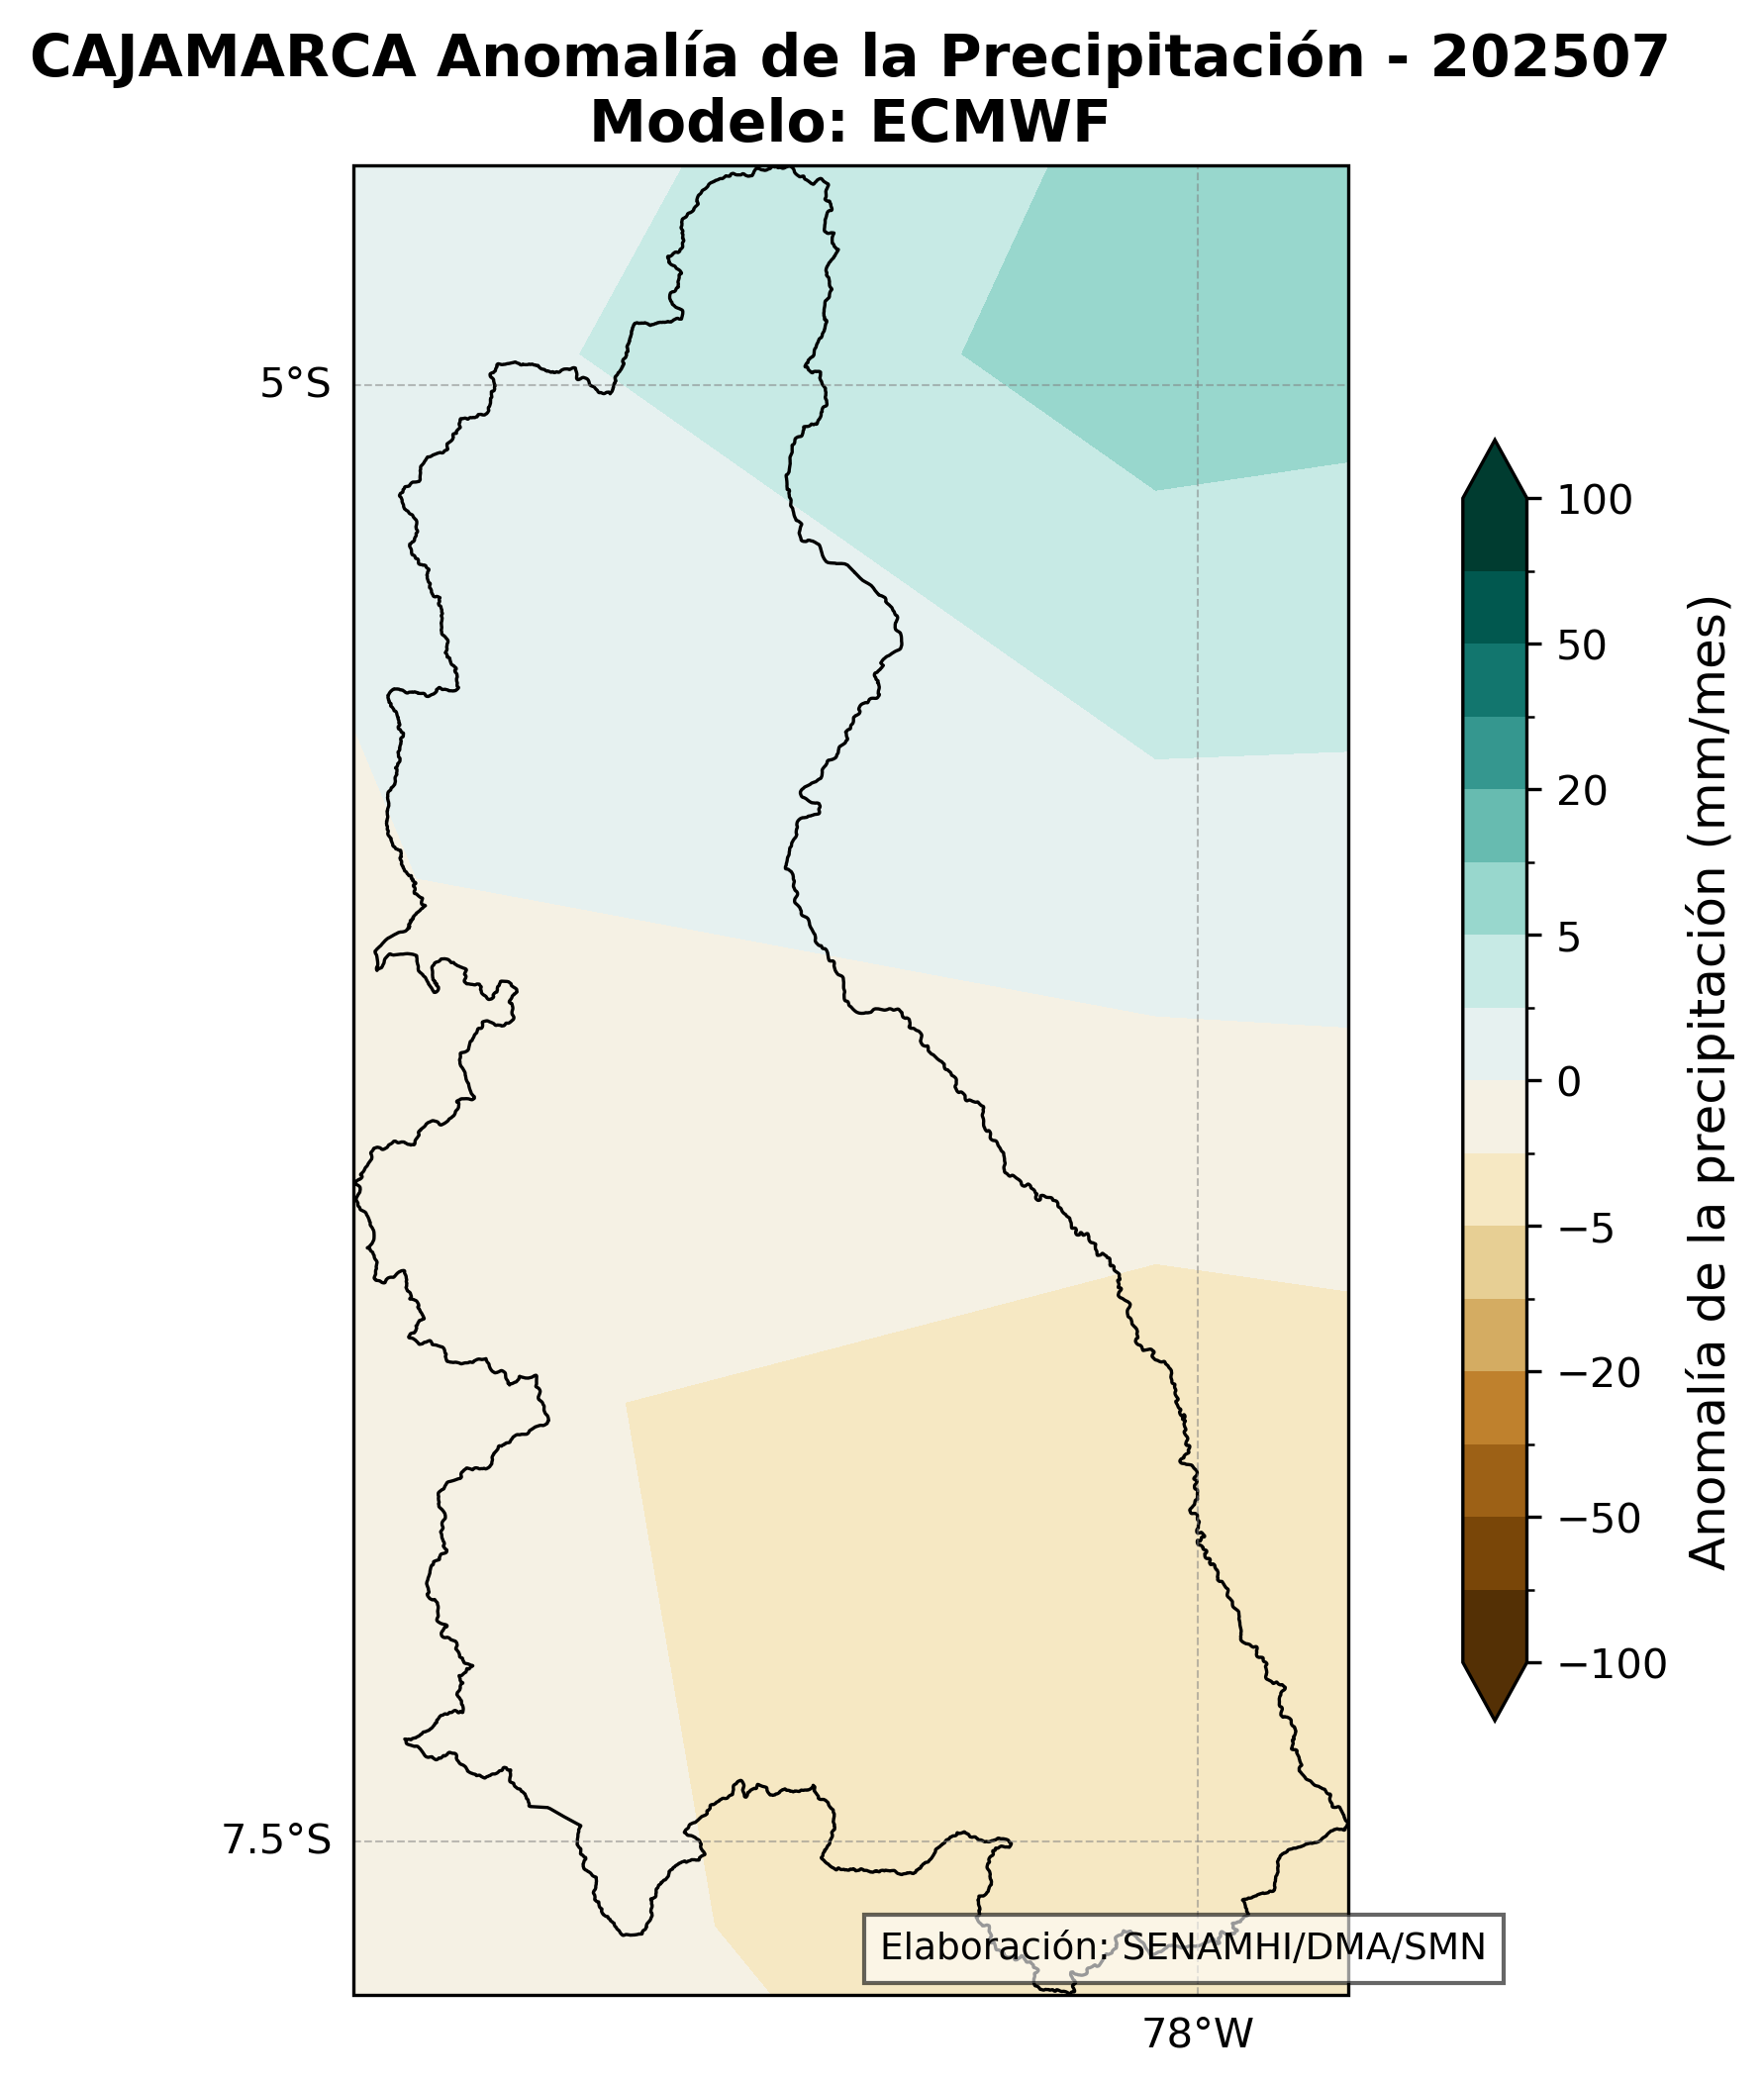 CAJAMARCA Anomalía de la Precipitación - 202507
Modelo: ECMWF
5°S
7.5°S
78°W
100
50
20
5
0
−5
−20
−50
−100
Anomalía de la precipitación (mm/mes)
Elaboración: SENAMHI/DMA/SMN